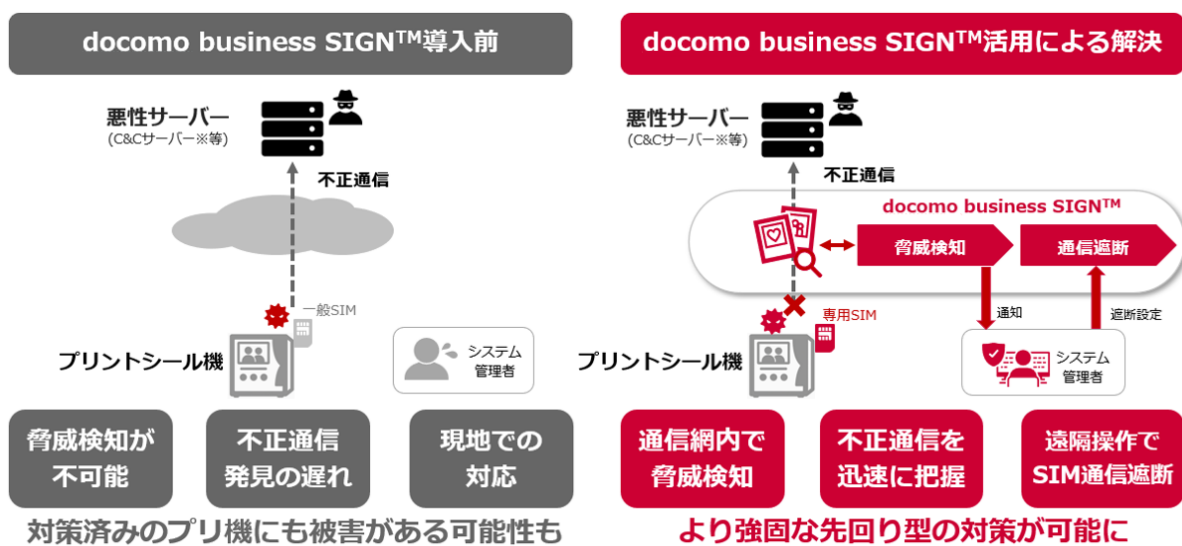 docomo business SIGN™導入前
悪性サーバー
(C&Cサーバー※等)
不正通信
一般SIM
プリントシール機
システム
管理者
脅威検知が
不可能
不正通信
発見の遅れ
現地での
対応
対策済みのプリ機にも被害がある可能性も
docomo business SIGN™活用による解決
悪性サーバー
(C&Cサーバー※等)
不正通信
docomo business SIGN™
脅威検知
通信遮断
専用SIM
通知
遮断設定
プリントシール機
システム
管理者
通信網内で
脅威検知
不正通信を
迅速に把握
遠隔操作で
SIM通信遮断
より強固な先回り型の対策が可能に